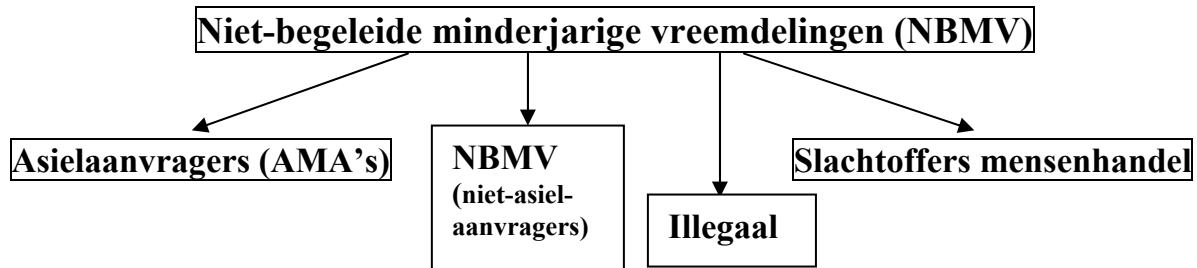 Niet-begeleide minderjarige vreemdelingen (NBMV)
Asielaanvragers (AMA's)
NBMV
(niet-asiel-
aanvragers)
Illegaal
Slachtoffers mensenhandel